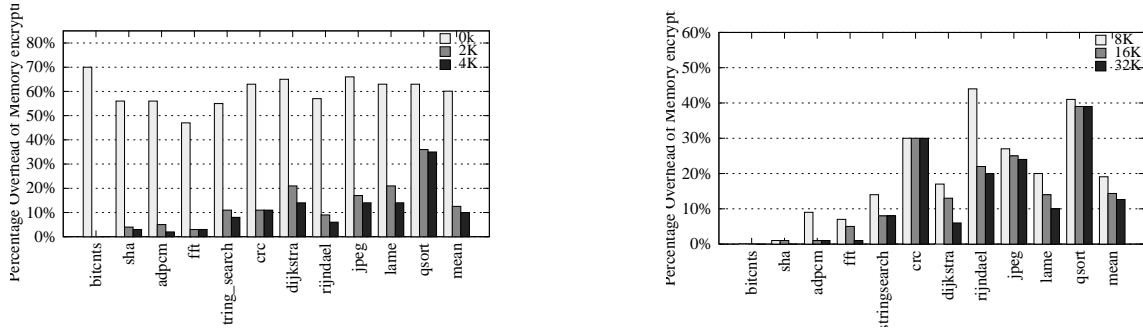 Percentage Overhead of Memory encrypt
80%
70%
60%
50%
40%
30%
20%
10%
0%
0k
2K
4K
bitcnts
sha
adpcm
fft
tring_search
crc
dijkstra
rijndael
jpeg
lame
qsort
mean
Percentage Overhead of Memory encrypt
60%
50%
40%
30%
20%
10%
0%
8K
16K
32K
bitcnts
sha
adpcm
fft
stringsearch
crc
dijkstra
rijndael
jpeg
lame
qsort
mean